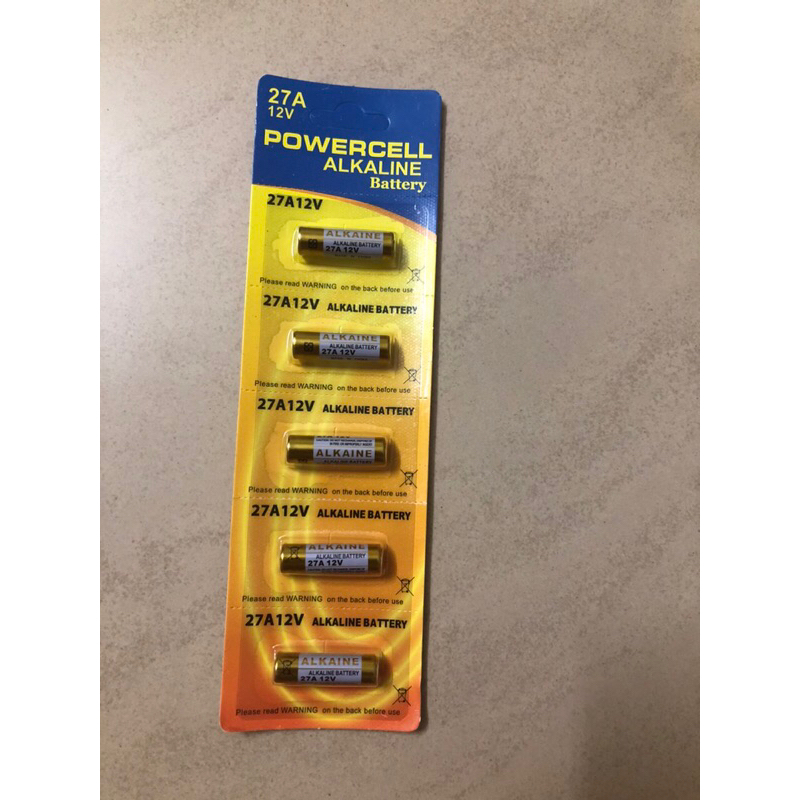 27A
12V
POWERCELL
ALKALINE
Battery
27A12V
ALKAINE
ALKALINE BATTERY
27A 12V
Please read WARNING on the back before use
27A12V ALKALINE BATTERY
ALKAINE
ALKALINE BATTERY
27A 12V
Please read WARNING on the back before use
27A12V ALKALINE BATTERY
ALKAINE
ALKALINE BATTERY
Please read WARNING on the back before use
27A12V ALKALINE BATTERY
ALKAINE
ALKALINE BATTERY
27A 12V
Please read WARNING on the back before use
27A12V ALKALINE BATTERY
ALKAINE
ALKALINE BATTERY
27A 12V
Please read WARNING on the back before use